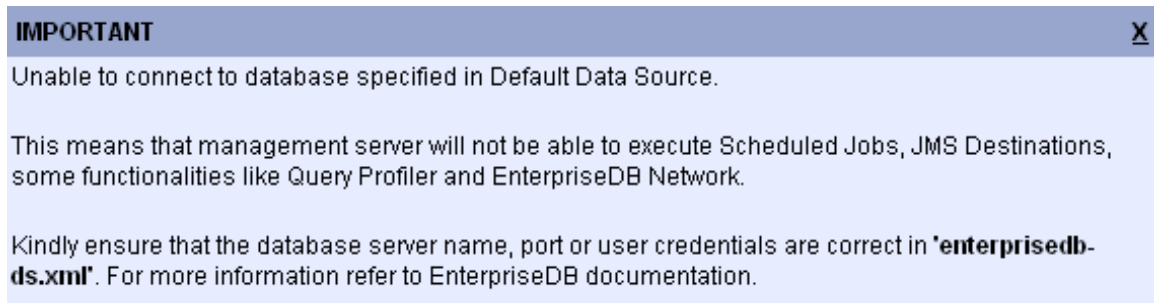 IMPORTANT X
Unable to connect to database specified in Default Data Source.
This means that management server will not be able to execute Scheduled Jobs, JMS Destinations,
some functionalities like Query Profiler and EnterpriseDB Network.
Kindly ensure that the database server name, port or user credentials are correct in 'enterprisedb-
ds.xml'. For more information refer to EnterpriseDB documentation.